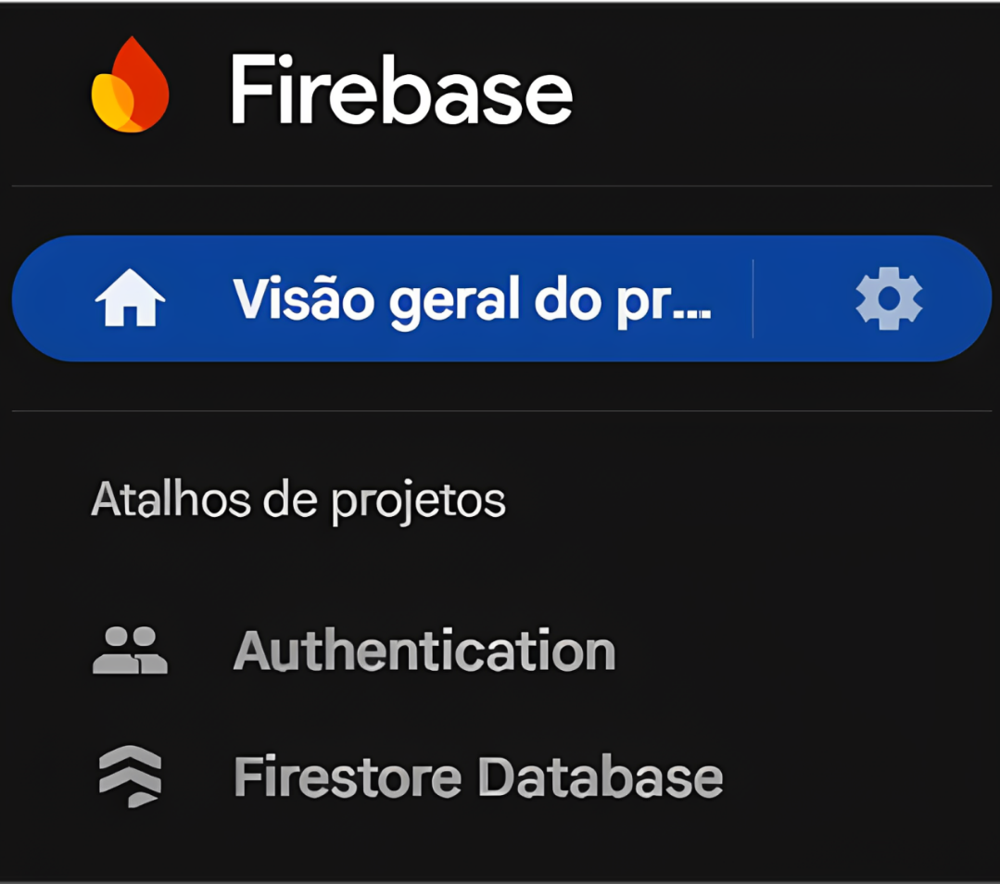 Firebase
Visão geral do pr...
Atalhos de projetos
Authentication
Firestore Database